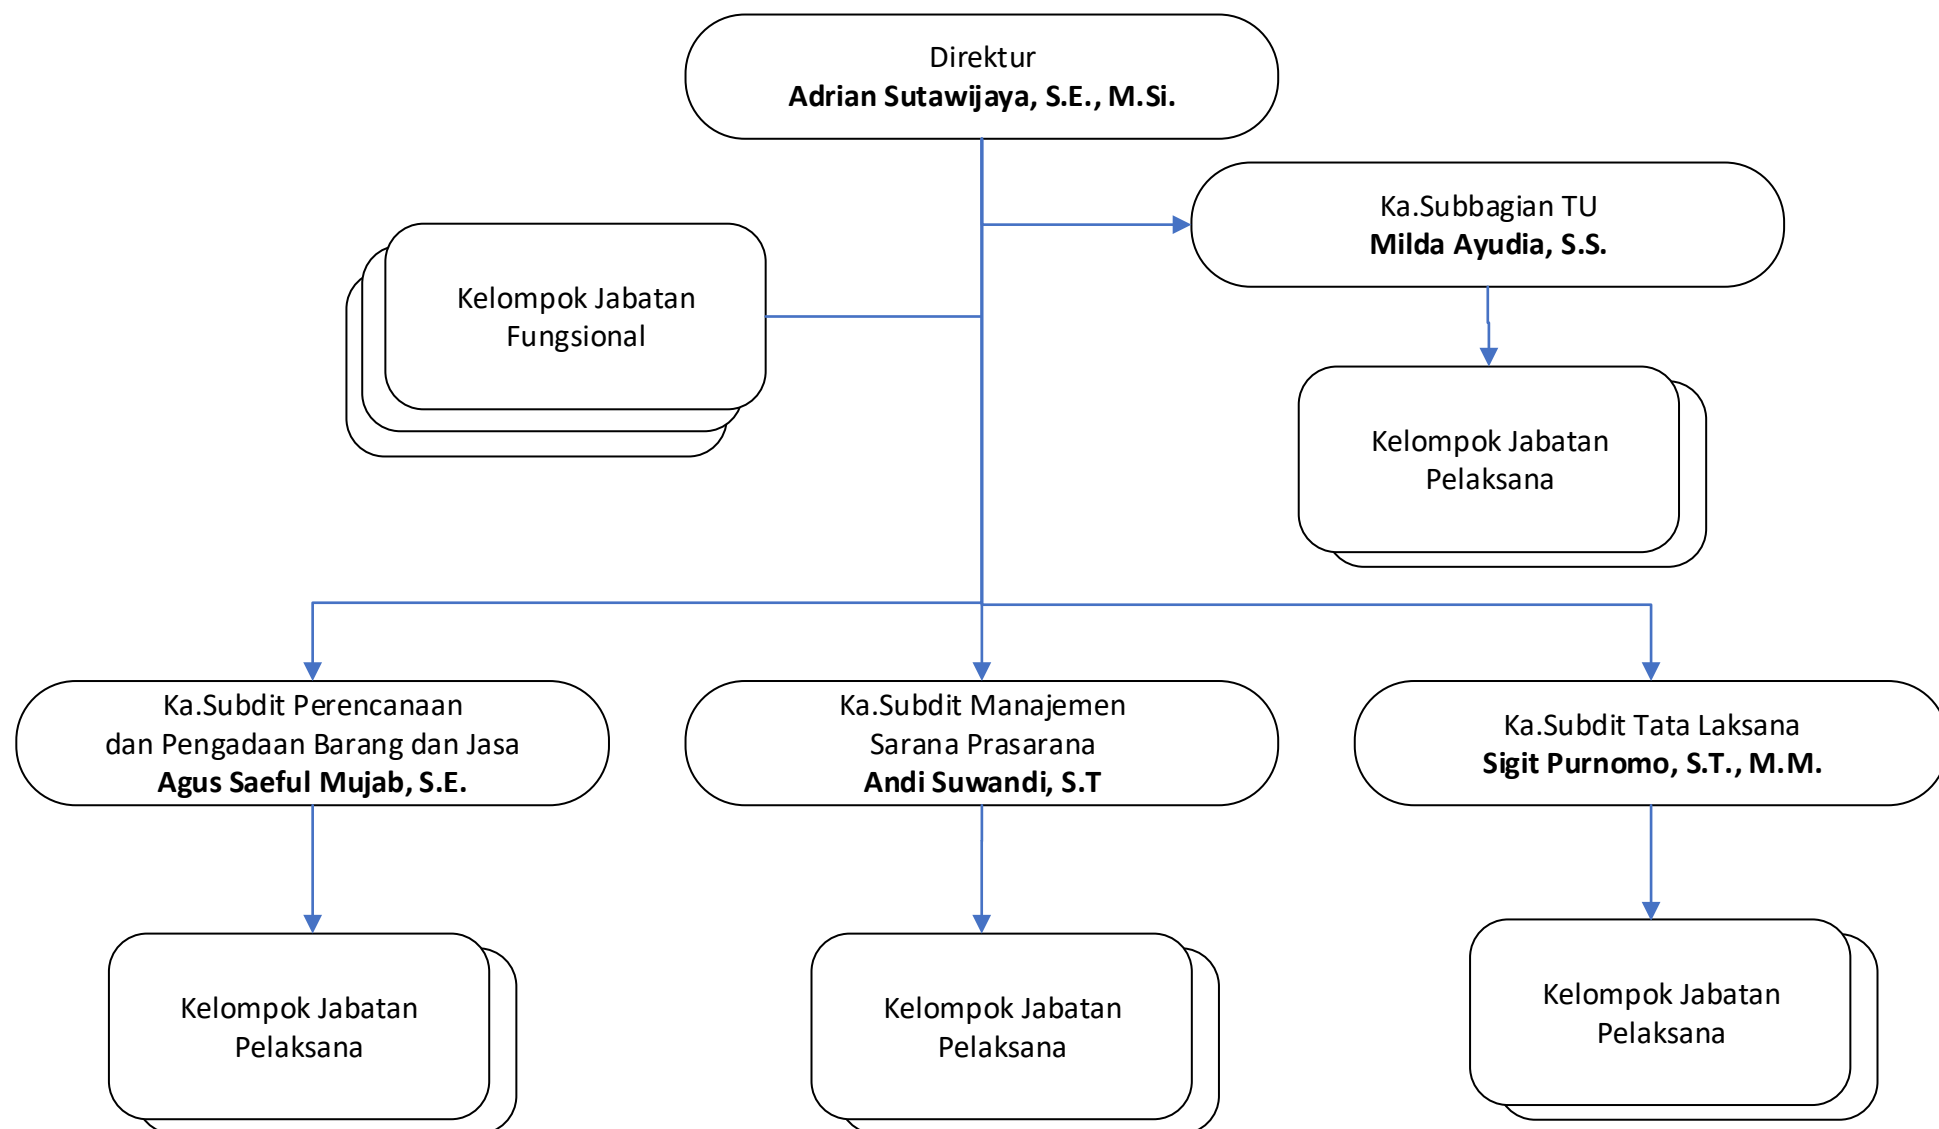 Direktur
Adrian Sutawijaya, S.E., M.Si.
Ka.Subbagian TU
Milda Ayudia, S.S.
Kelompok Jabatan
Fungsional
Kelompok Jabatan
Pelaksana
Ka.Subdit Perencanaan
dan Pengadaan Barang dan Jasa
Agus Saeful Mujab, S.E.
Ka.Subdit Manajemen
Sarana Prasarana
Andi Suwandi, S.T
Ka.Subdit Tata Laksana
Sigit Purnomo, S.T., M.M.
Kelompok Jabatan
Pelaksana
Kelompok Jabatan
Pelaksana
Kelompok Jabatan
Pelaksana